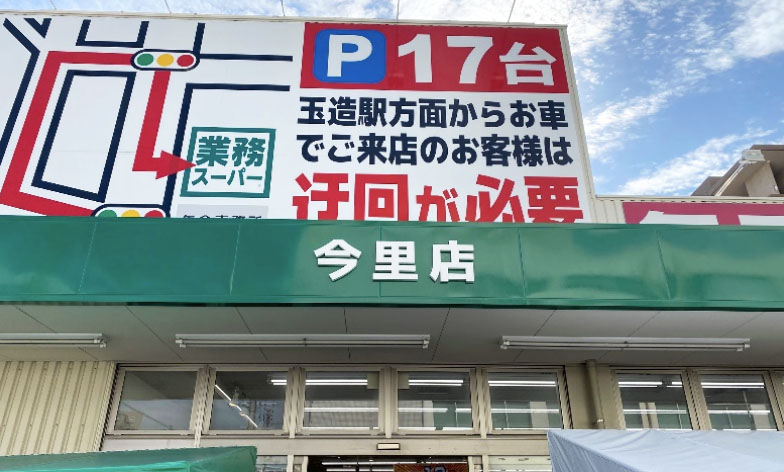 P 17台
玉造駅方面からお車
でご来店のお客様は
迂回が必要
業務
スーパー
今里店